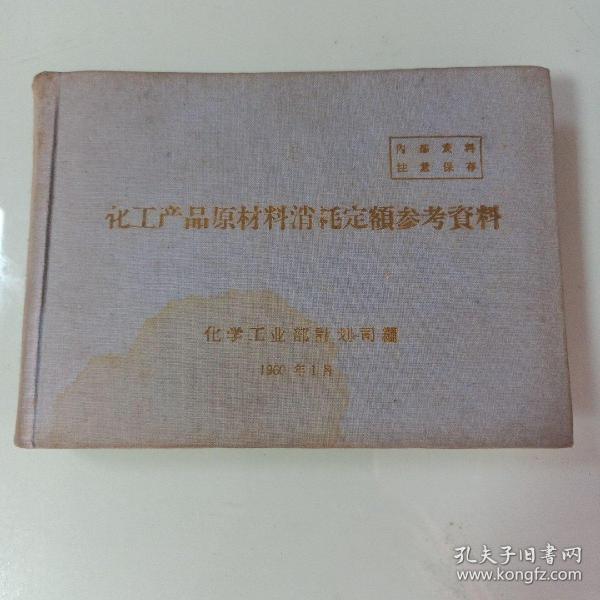 內部資料
注意保存
化工产品原材料消耗定額参考資料
化学工业部計划司編
1960年1月
孔夫子旧书网
www.kongfz.com